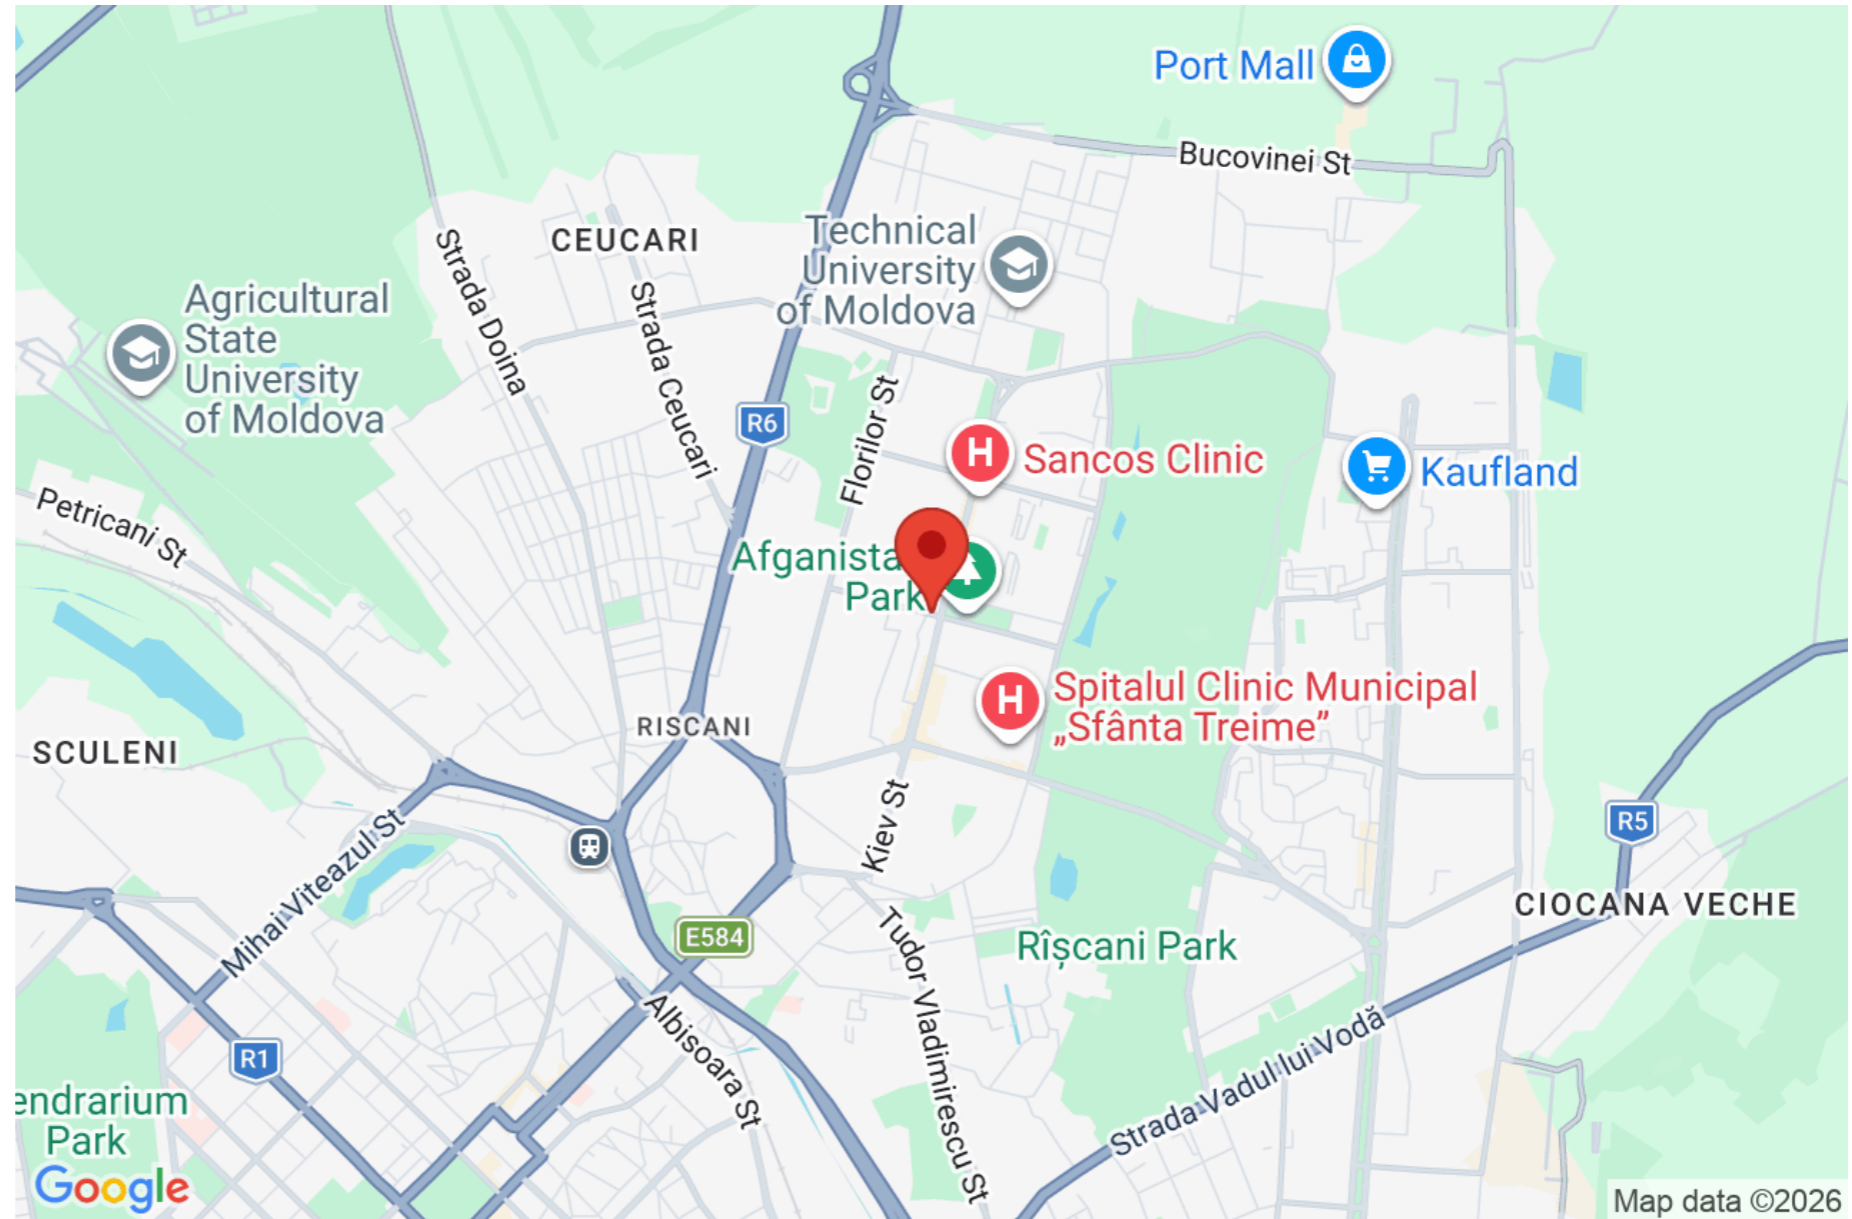 Port Mall
Bucovinei St
Technical
University
of Moldova
CEUCARI
Strada Doina
Strada Ceucari
Agricultural
State
University
of Moldova
R6
Florilor St
Sancos Clinic
Kaufland
Petricani St
Afganista
Park
Spitalul Clinic Municipal
„Sfânta Treime”
RISCANI
SCULENI
Kiev St
Mihai Viteazul St
R5
CIOCANA VECHE
E584
Tudor Vladimirescu St
Rîșcani Park
Albisoara St
Strada Vadul lui Vodă
R1
endrarium
Park
Google
Map data ©2026